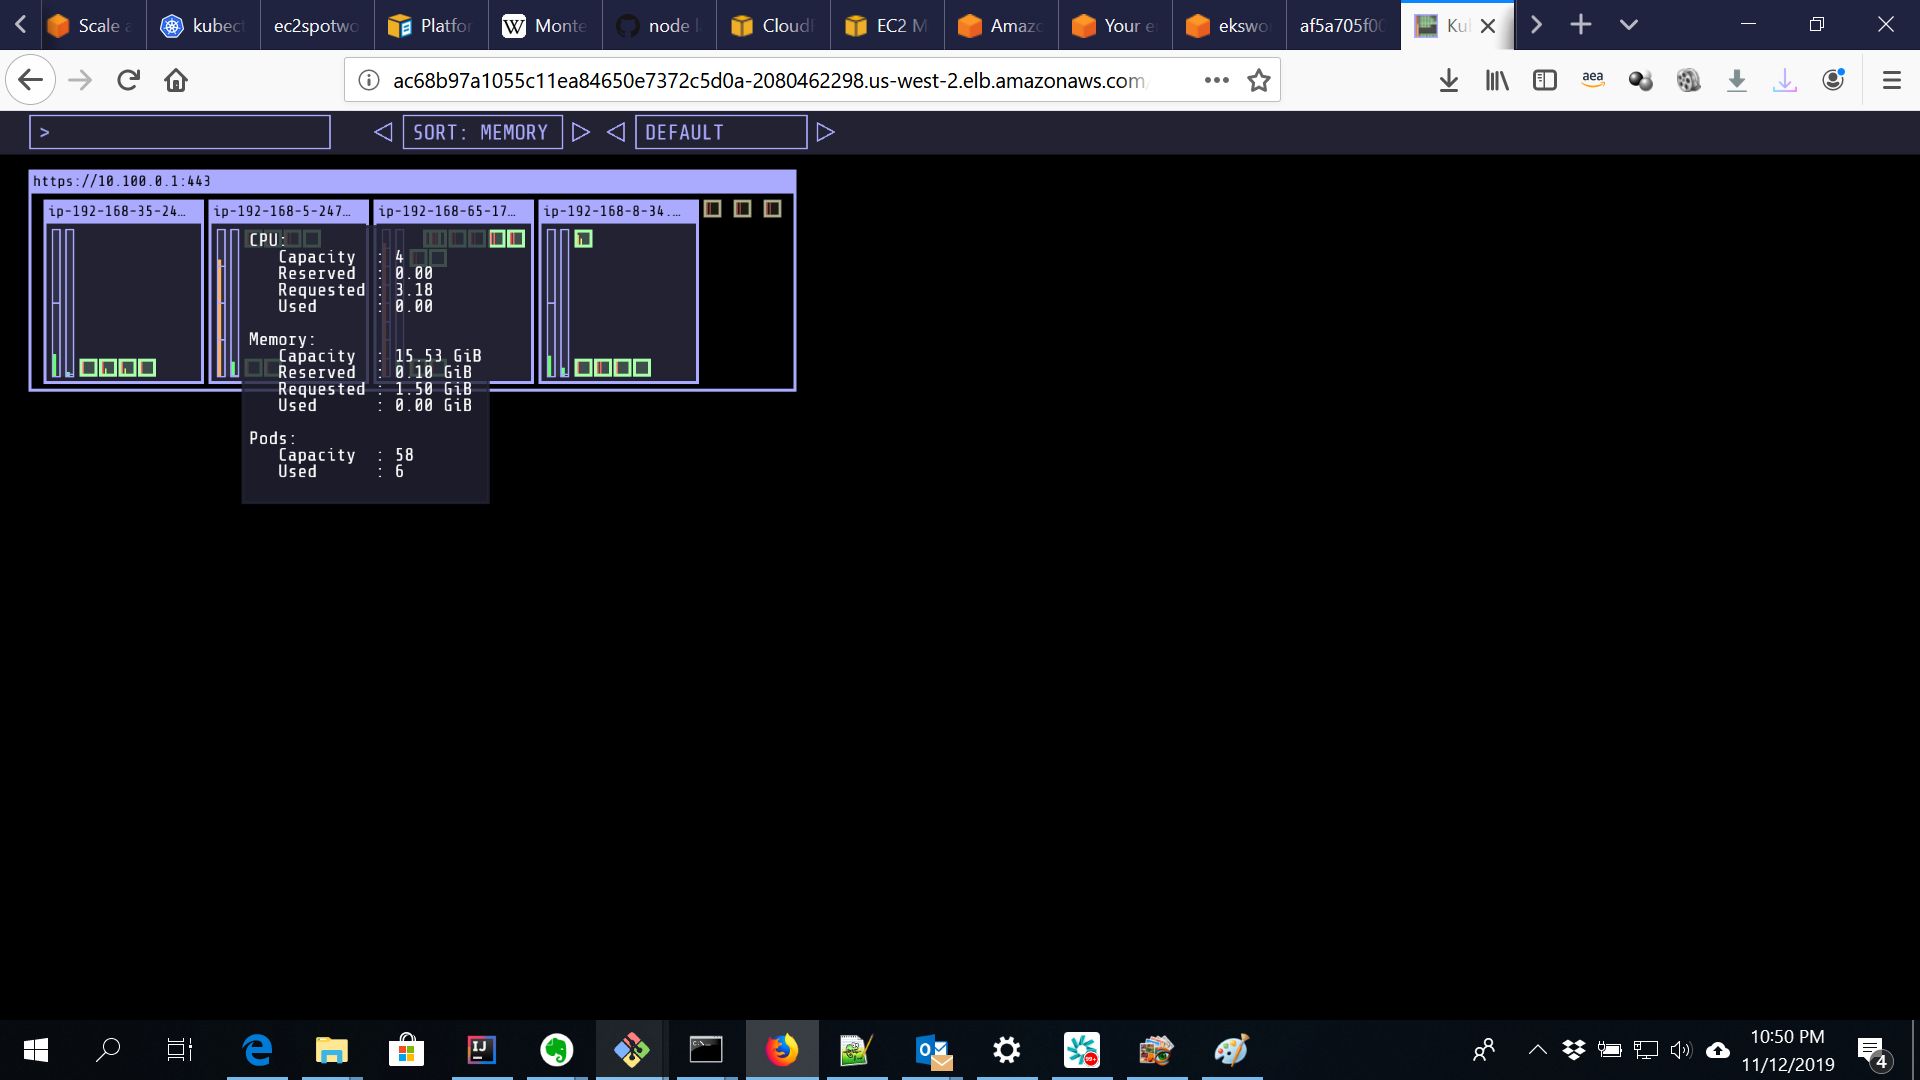 Scale a
kubect
ec2spotwo
Platfor
Monte
node l
Cloudf
EC2 M
Amazo
Your e
ekswo
af5a705f00
Kul
ac68b97a1055c11ea84650e7372c5d0a-2080462298.us-west-2.elb.amazonaws.com
aea
>
SORT: MEMORY
DEFAULT
https://10.100.0.1:443
ip-192-168-35-24…
ip-192-168-5-247…
ip-192-168-65-17…
ip-192-168-8-34.…
CPU:
Capacity : 4
Reserved : 0.00
Requested : 3.18
Used : 0.00
Memory:
Capacity : 15.53 GiB
Reserved : 0.10 GiB
Requested : 1.50 GiB
Used : 0.00 GiB
Pods:
Capacity : 58
Used : 6
10:50 PM
11/12/2019
4